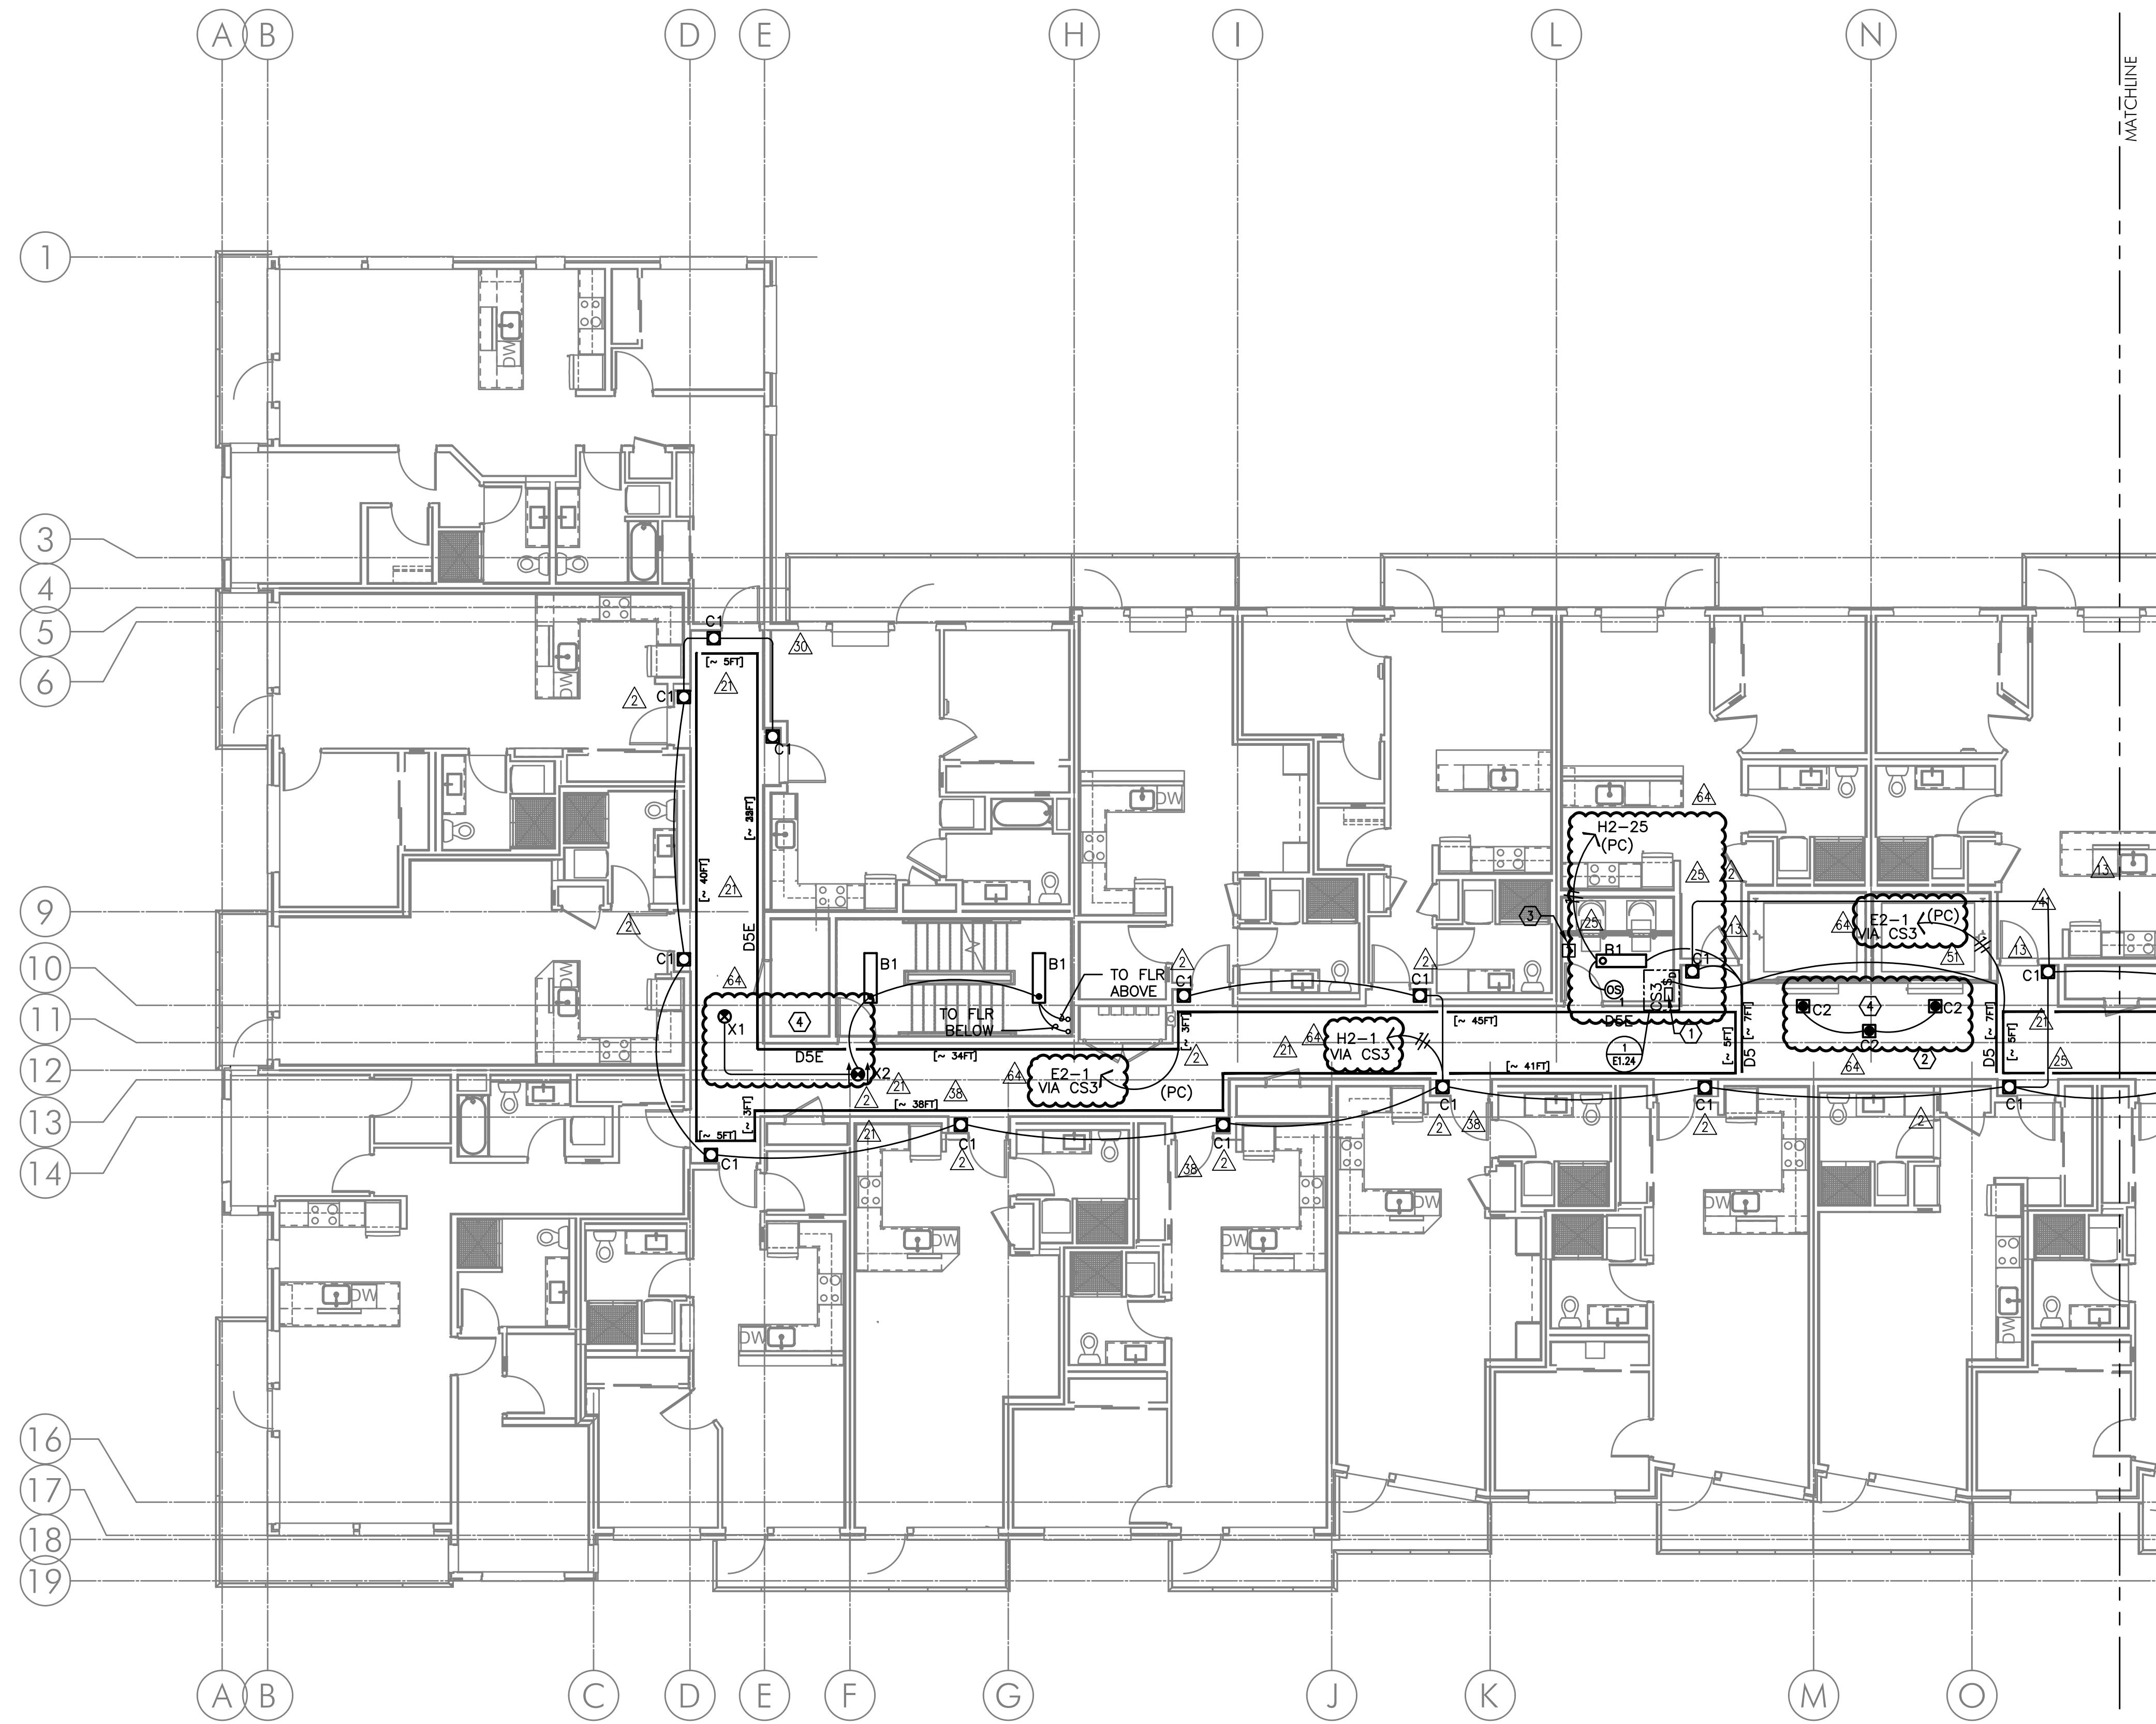 A
B
D
E
H
I
L
N
MATCHLINE
1
3
4
5
6
9
10
11
12
13
14
16
17
18
19
DW
C1
30
[~ 5FT]
21
2
C1
DW
C1
DW
64
H2-25
(PC)
25
2
[~ 40FT]
21
D5E
2
C1
DW
3
25
B1
OS
1
CS3
D5E
1
C1
13
64
E2-1
VIA CS3
(PC)
51
41
13
13
C1
64
B1
B1
TO FLR
ABOVE
TO FLR
BELOW
2
C1
2
C1
X1
4
D5E
X2
[~ 34FT]
[~ 3FT]
2
[~ 45FT]
21
64
H2-1
VIA CS3
1
E1.24
[~ 5FT]
D5 [~ 7FT]
C2
4
C2
C2
64
2
D5 [~ 7FT]
[~ 5FT]
21
25
64
E2-1
VIA CS3
(PC)
[~ 41FT]
2
21
38
[~ 38FT]
[~ 3FT]
[~ 5FT]
C1
21
C1
2
38
C1
2
C1
2
38
C1
2
2
C1
DW
DW
DW
DW
DW
DW
DW
A
B
C
D
E
F
G
J
K
M
O